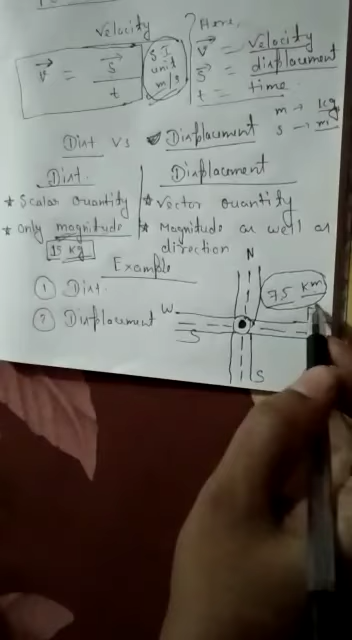 Velocity
Here,
v = s / t
SI unit m/s
v = velocity
s = displacement
t = time
m → kg
s → m
Dist vs Displacement
Dist. Displacement
* Scalar Quantity * Vector Quantity
* Only magnitude * Magnitude as well as direction
15 kg
Example
① Dist.
② Displacement
N
75 km
W
S
S